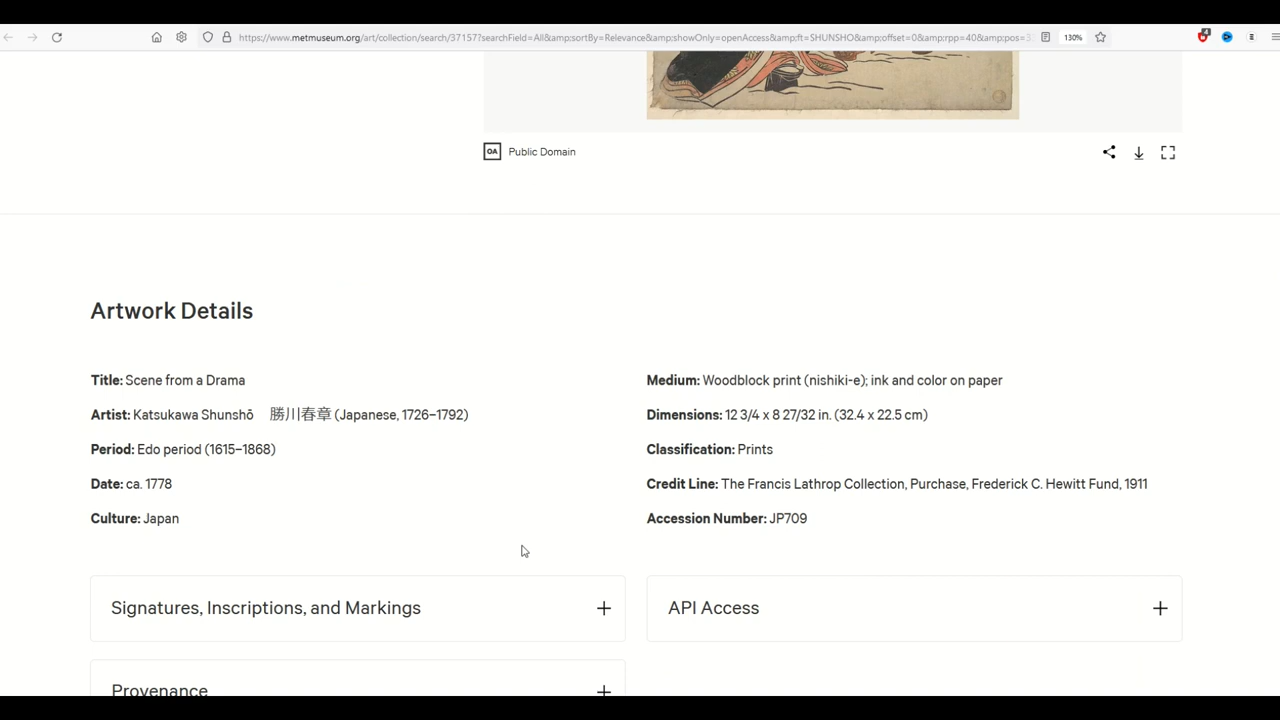 https://www.metmuseum.org/art/collection/search/37157?searchField=All&amp;sortBy=Relevance&amp;showOnly=openAccess&amp;ft=SHUNSHO&amp;offset=0&amp;rpp=40&amp;pos=3
130%
4
OA Public Domain
Artwork Details
Title: Scene from a Drama
Artist: Katsukawa Shunshō 勝川春章 (Japanese, 1726–1792)
Period: Edo period (1615–1868)
Date: ca. 1778
Culture: Japan
Medium: Woodblock print (nishiki-e); ink and color on paper
Dimensions: 12 3/4 x 8 27/32 in. (32.4 x 22.5 cm)
Classification: Prints
Credit Line: The Francis Lathrop Collection, Purchase, Frederick C. Hewitt Fund, 1911
Accession Number: JP709
Signatures, Inscriptions, and Markings
API Access
Provenance